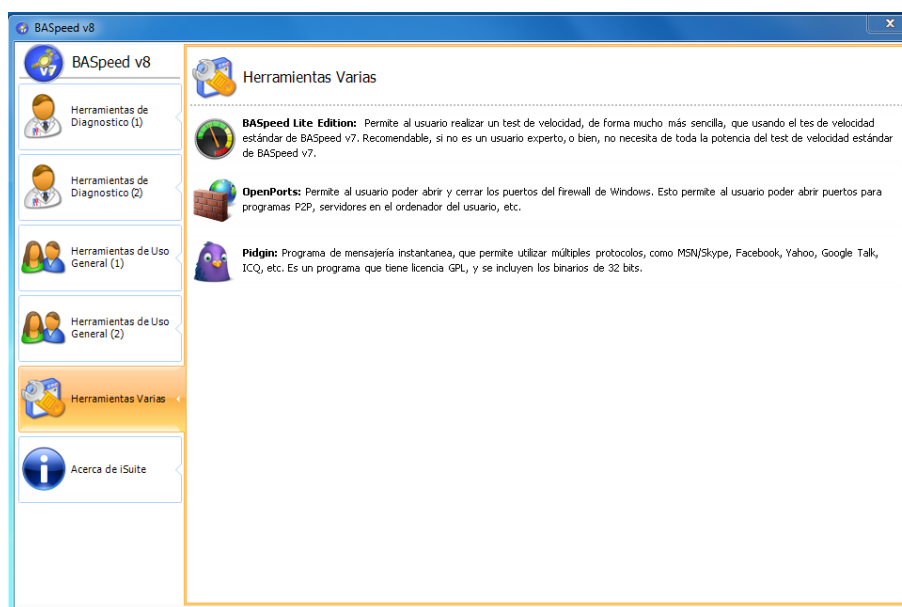 BASpeed v8
x
V7
BASpeed v8
Herramientas de
Diagnostico (1)
Herramientas de
Diagnostico (2)
Herramientas de Uso
General (1)
Herramientas de Uso
General (2)
Herramientas Varias
Acerca de iSuite
Herramientas Varias
BASpeed Lite Edition: Permite al usuario realizar un test de velocidad, de forma mucho más sencilla, que usando el tes de velocidad
estándar de BASpeed v7. Recomendable, si no es un usuario experto, o bien, no necesita de toda la potencia del test de velocidad estándar
de BASpeed v7.
OpenPorts: Permite al usuario poder abrir y cerrar los puertos del firewall de Windows. Esto permite al usuario poder abrir puertos para
programas P2P, servidores en el ordenador del usuario, etc.
Pidgin: Programa de mensajería instantanea, que permite utilizar múltiples protocolos, como MSN/Skype, Facebook, Yahoo, Google Talk,
ICQ, etc. Es un programa que tiene licencia GPL, y se incluyen los binarios de 32 bits.